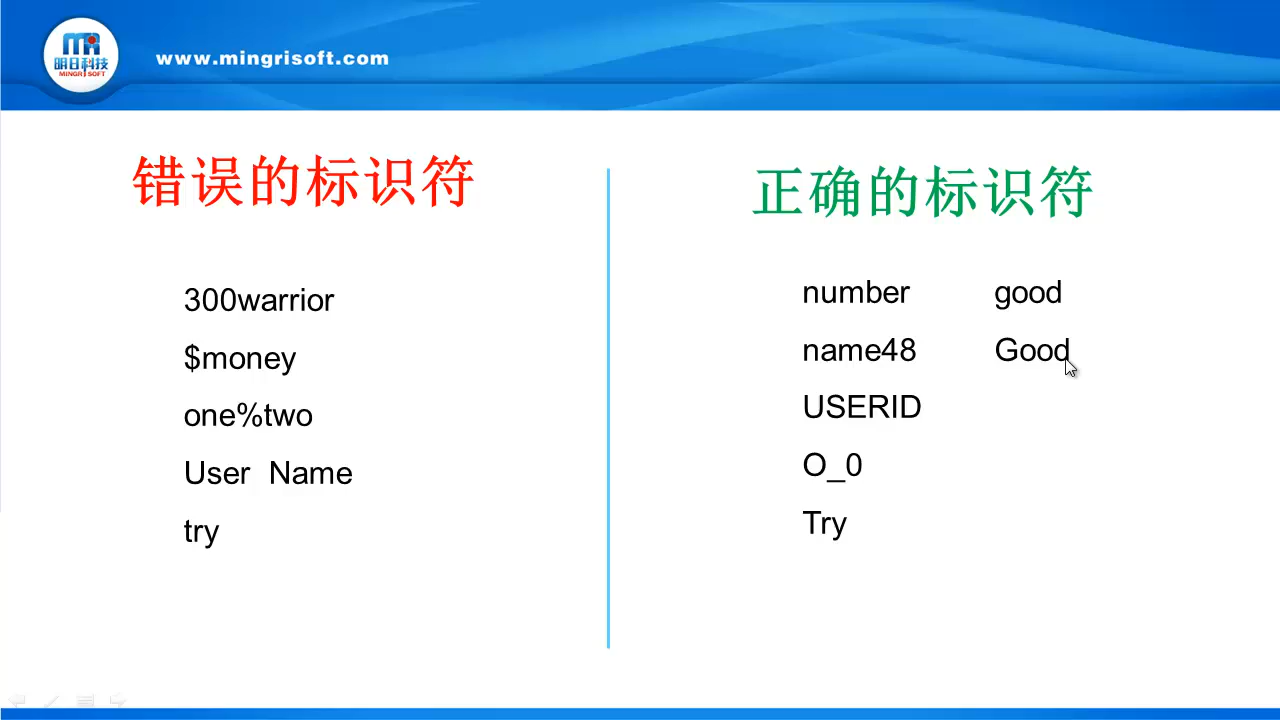 MR
明日科技
MINGRISOFT
www.mingrisoft.com
错误的标识符
300warrior
$money
one%two
User Name
try
正确的标识符
number good
name48 Good
USERID
O_0
Try